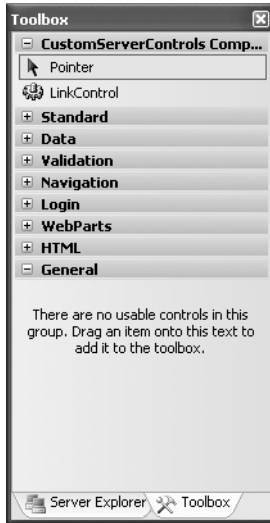 Toolbox
CustomServerControls Comp...
Pointer
LinkControl
Standard
Data
Validation
Navigation
Login
WebParts
HTML
General
There are no usable controls in this
group. Drag an item onto this text to
add it to the toolbox.
Server Explorer Toolbox